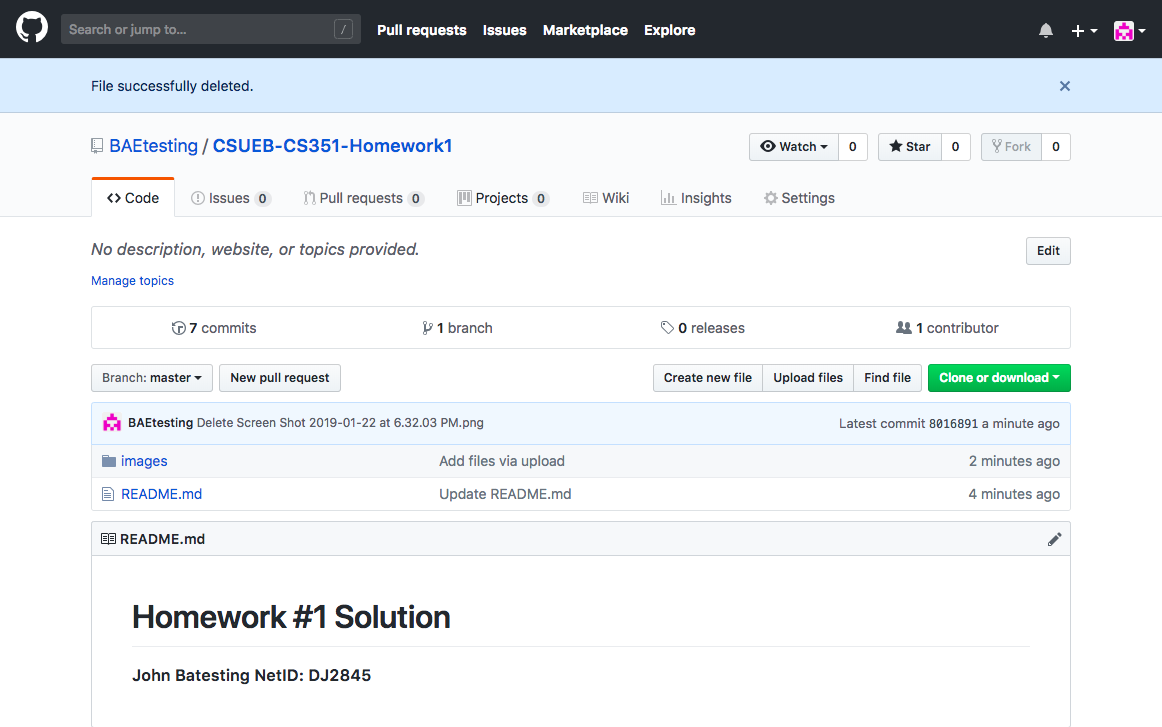 Search or jump to... / Pull requests Issues Marketplace Explore
File successfully deleted.
BAEtesting / CSUEB-CS351-Homework1 Watch 0 Star 0 Fork 0
Code Issues 0 Pull requests 0 Projects 0 Wiki Insights Settings
No description, website, or topics provided. Edit
Manage topics
7 commits 1 branch 0 releases 1 contributor
Branch: master New pull request Create new file Upload files Find file Clone or download
BAEtesting Delete Screen Shot 2019-01-22 at 6.32.03 PM.png Latest commit 8016891 a minute ago
images Add files via upload 2 minutes ago
README.md Update README.md 4 minutes ago
README.md
Homework #1 Solution
John Batesting NetID: DJ2845